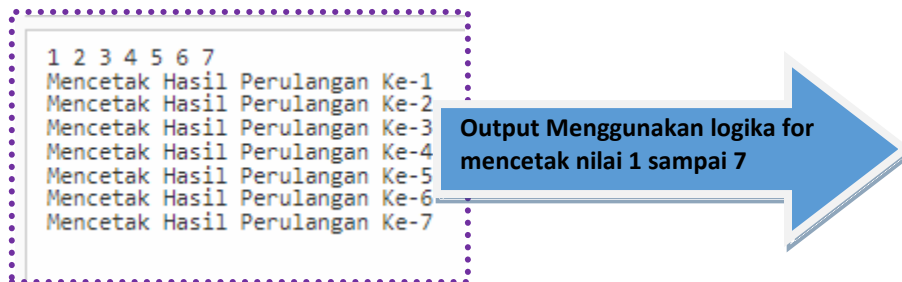 1 2 3 4 5 6 7
Mencetak Hasil Perulangan Ke-1
Mencetak Hasil Perulangan Ke-2
Mencetak Hasil Perulangan Ke-3
Mencetak Hasil Perulangan Ke-4
Mencetak Hasil Perulangan Ke-5
Mencetak Hasil Perulangan Ke-6
Mencetak Hasil Perulangan Ke-7
Output Menggunakan logika for
mencetak nilai 1 sampai 7